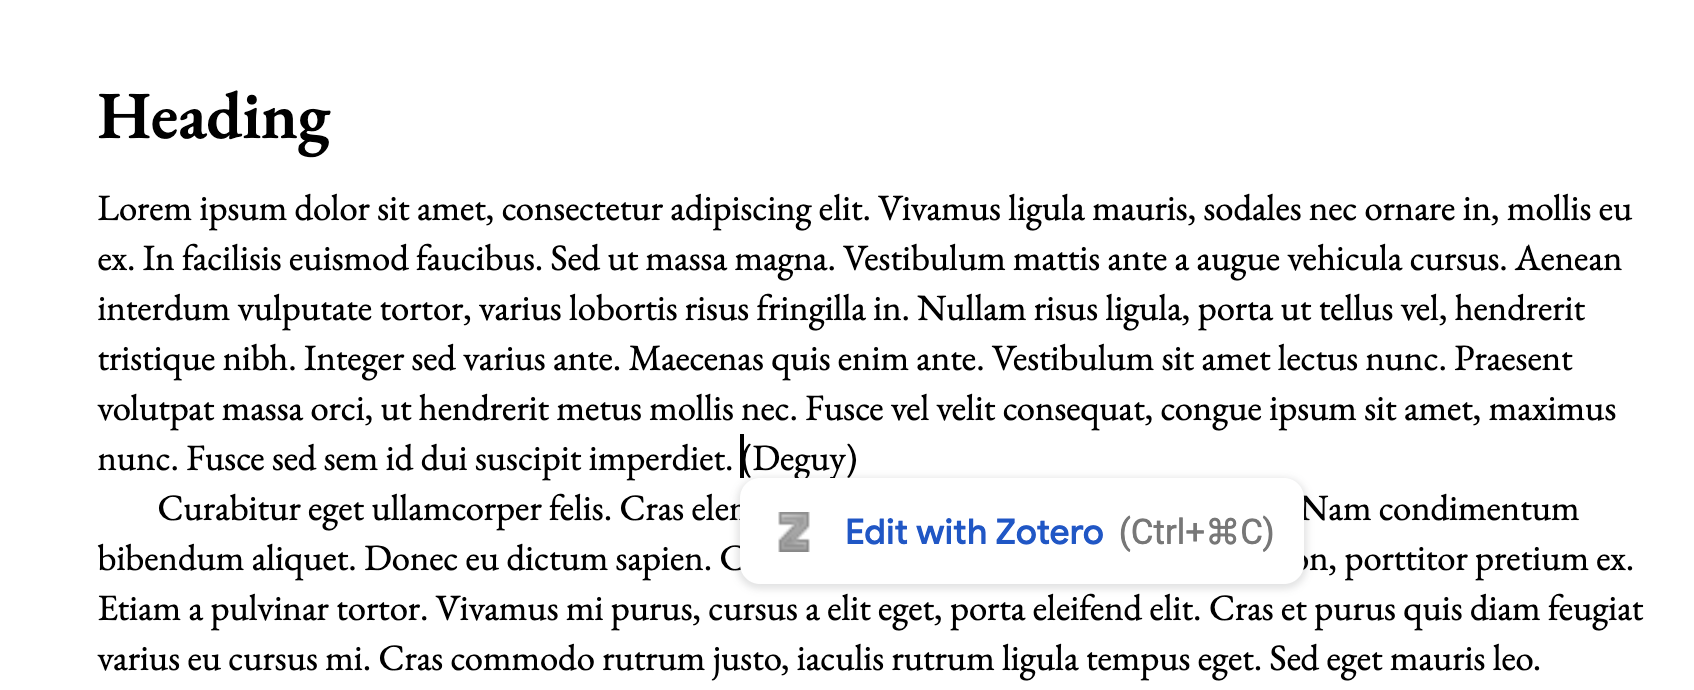 Heading
Lorem ipsum dolor sit amet, consectetur adipiscing elit. Vivamus ligula mauris, sodales nec ornare in, mollis eu
ex. In facilisis euismod faucibus. Sed ut massa magna. Vestibulum mattis ante a augue vehicula cursus. Aenean
interdum vulputate tortor, varius lobortis risus fringilla in. Nullam risus ligula, porta ut tellus vel, hendrerit
tristique nibh. Integer sed varius ante. Maecenas quis enim ante. Vestibulum sit amet lectus nunc. Praesent
volutpat massa orci, ut hendrerit metus mollis nec. Fusce vel velit consequat, congue ipsum sit amet, maximus
nunc. Fusce sed sem id dui suscipit imperdiet. (Deguy)
Curabitur eget ullamcorper felis. Cras Nam condimentum
Z Edit with Zotero (Ctrl+⌘C)
bibendum aliquet. Donec eu dictum sapien. porttitor pretium ex.
Etiam a pulvinar tortor. Vivamus mi purus, cursus a elit eget, porta eleifend elit. Cras et purus quis diam feugiat
varius eu cursus mi. Cras commodo rutrum justo, iaculis rutrum ligula tempus eget. Sed eget mauris leo.